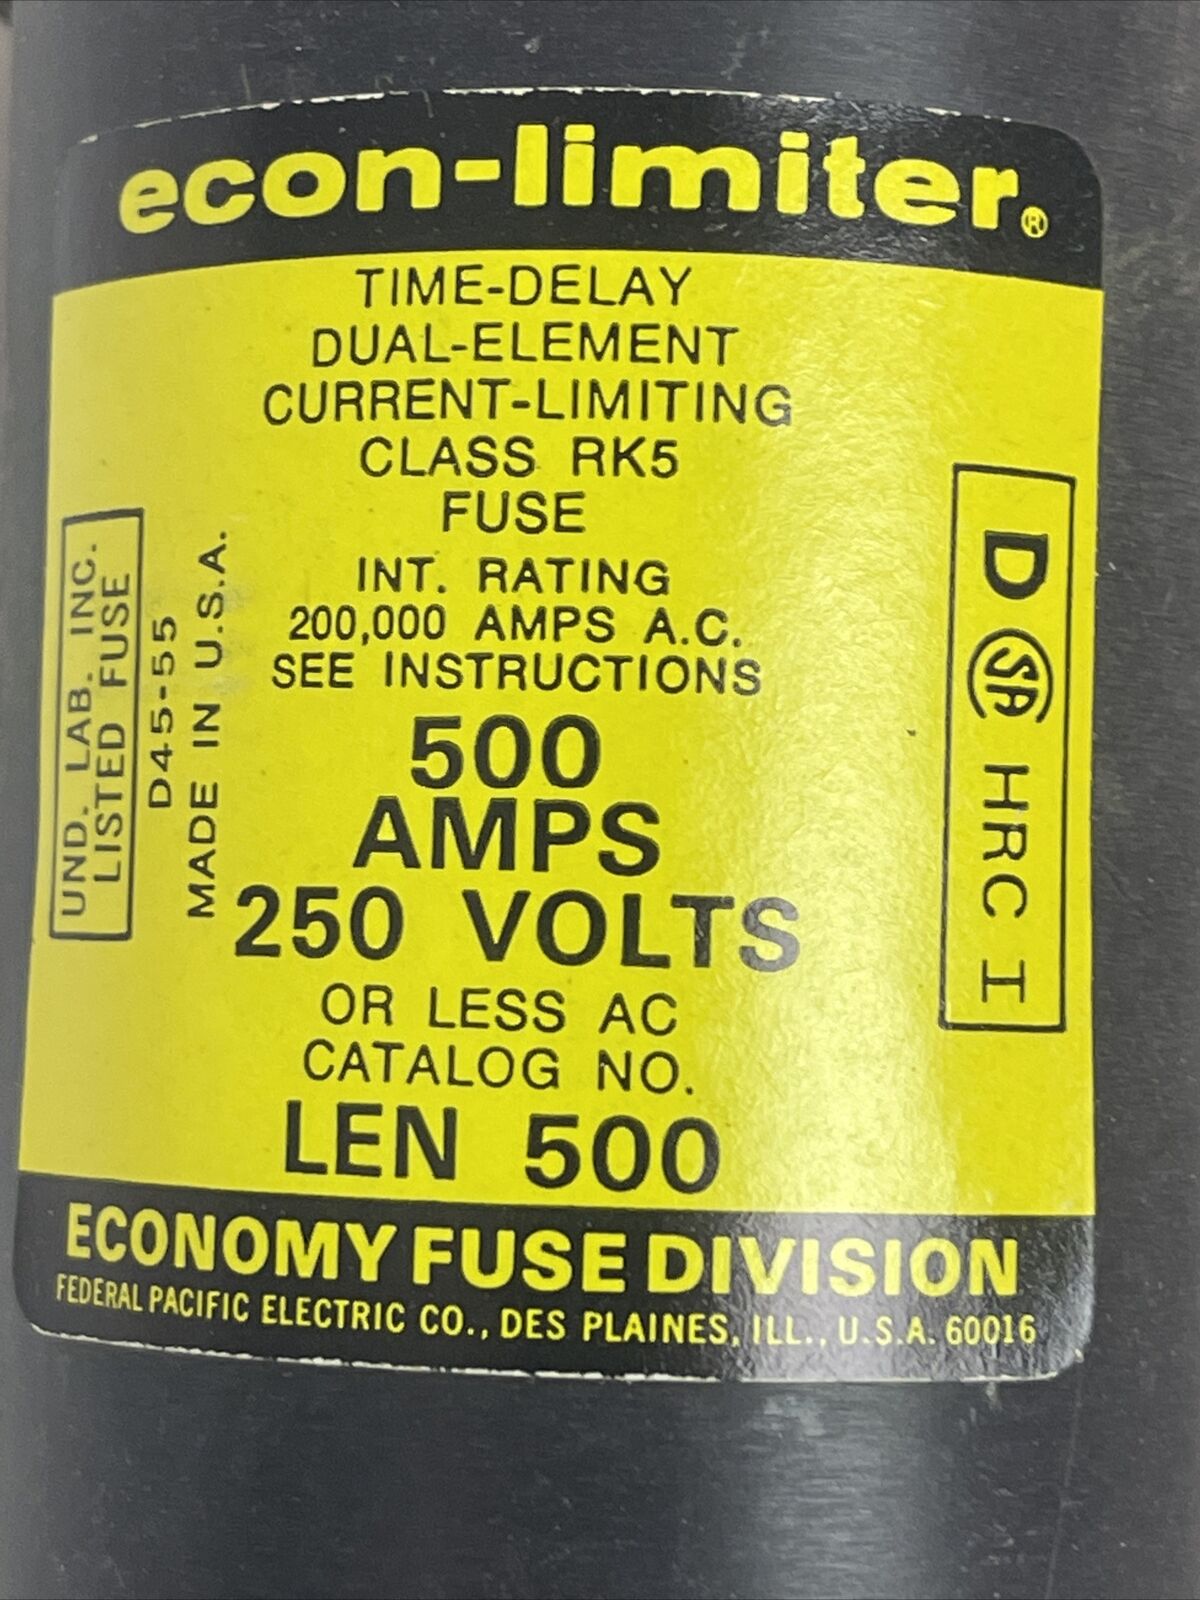 econ-limiter®
TIME-DELAY
DUAL-ELEMENT
CURRENT-LIMITING
CLASS RK5
FUSE
INT. RATING
200,000 AMPS A.C.
SEE INSTRUCTIONS
500
AMPS
250 VOLTS
OR LESS AC
CATALOG NO.
LEN 500
UND. LAB. INC.
LISTED FUSE
D45-55
MADE IN U.S.A.
D SA HRC I
ECONOMY FUSE DIVISION
FEDERAL PACIFIC ELECTRIC CO., DES PLAINES, ILL., U.S.A. 60016